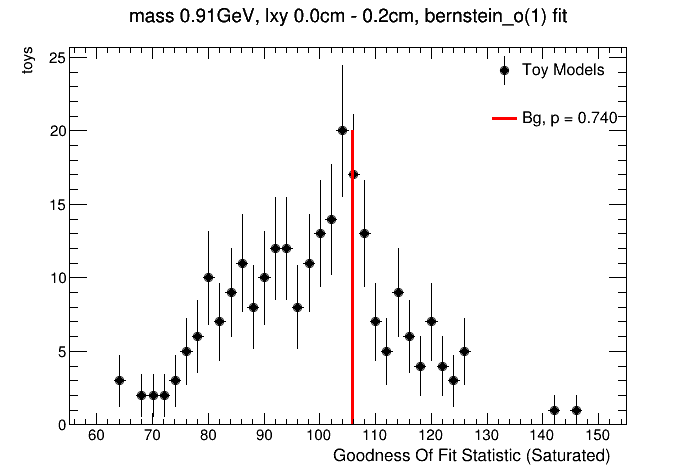 mass 0.91GeV, lxy 0.0cm - 0.2cm, bernstein_o(1) fit
toys
25
20
15
10
5
0
Toy Models
Bg, p = 0.740
60 70 80 90 100 110 120 130 140 150
Goodness Of Fit Statistic (Saturated)